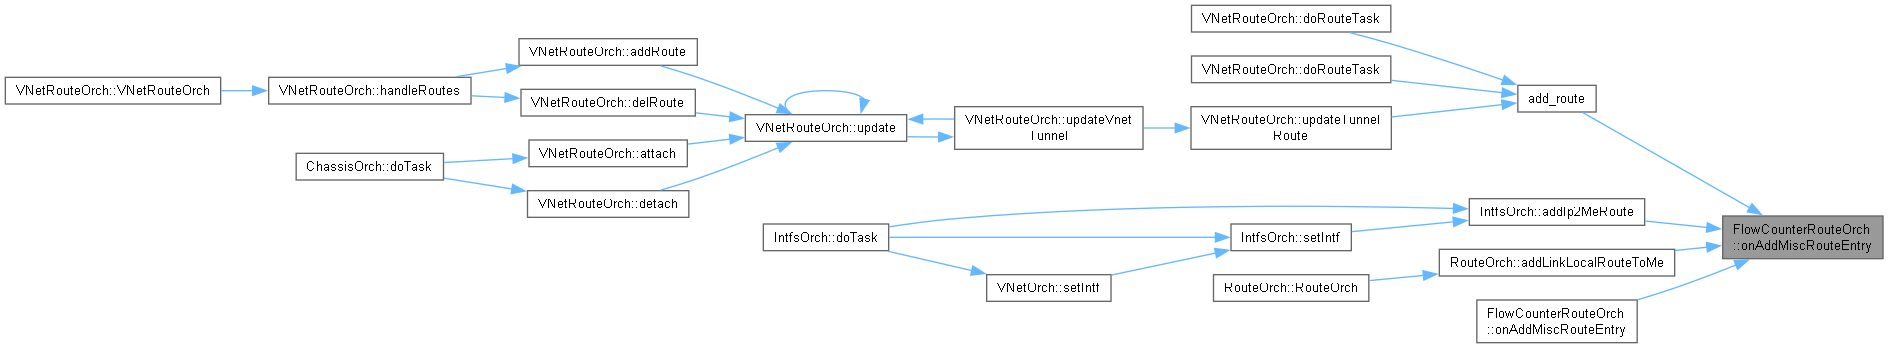 VNetRouteOrch::doRouteTask
VNetRouteOrch::addRoute
VNetRouteOrch::doRouteTask
VNetRouteOrch::VNetRouteOrch
VNetRouteOrch::handleRoutes
add_route
VNetRouteOrch::delRoute
VNetRouteOrch::update
VNetRouteOrch::updateVnet
Tunnel
VNetRouteOrch::updateTunnel
Route
VNetRouteOrch::attach
ChassisOrch::doTask
VNetRouteOrch::detach
IntfsOrch::addIp2MeRoute
IntfsOrch::doTask
IntfsOrch::setIntf
FlowCounterRouteOrch
::onAddMiscRouteEntry
RouteOrch::addLinkLocalRouteToMe
VNetOrch::setIntf
RouteOrch::RouteOrch
FlowCounterRouteOrch
::onAddMiscRouteEntry